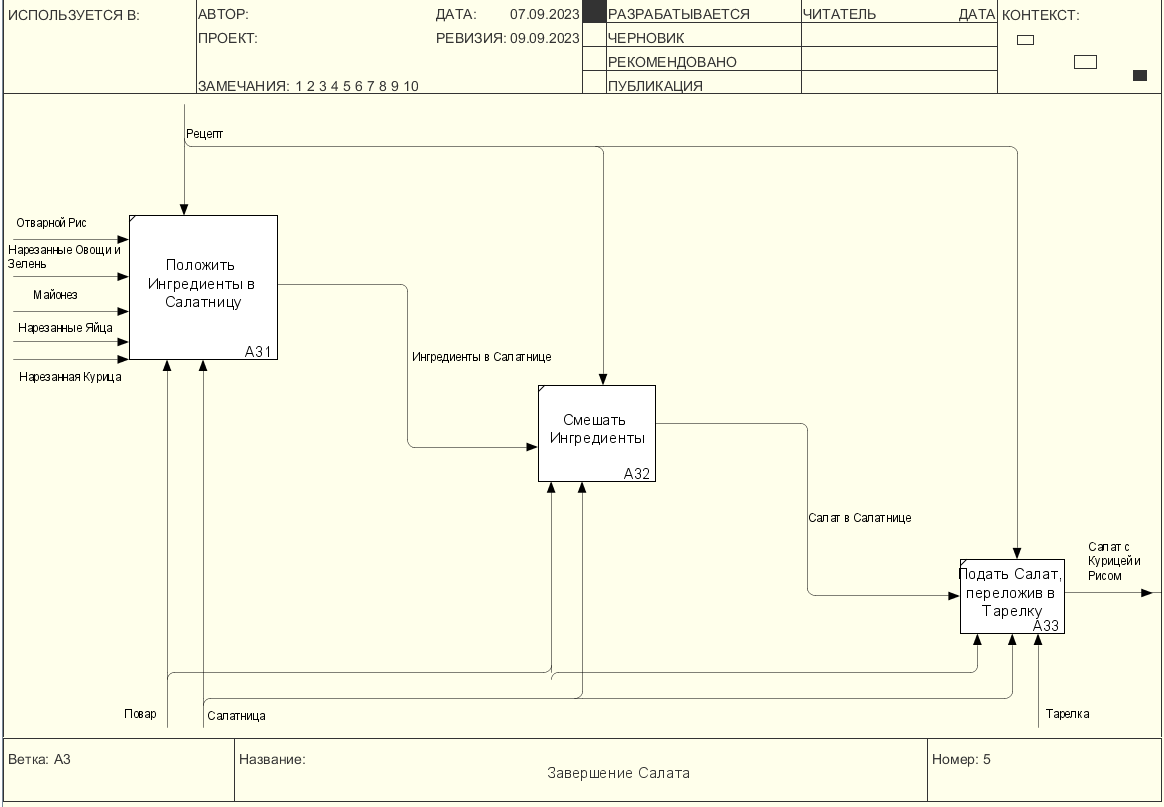 ИСПОЛЬЗУЕТСЯ В:
АВТОР:
ДАТА: 07.09.2023
РАЗРАБАТЫВАЕТСЯ
ЧИТАТЕЛЬ
ДАТА
КОНТЕКСТ:
ПРОЕКТ:
РЕВИЗИЯ: 09.09.2023
ЧЕРНОВИК
РЕКОМЕНДОВАНО
ЗАМЕЧАНИЯ: 1 2 3 4 5 6 7 8 9 10
ПУБЛИКАЦИЯ
Рецепт
Отварной Рис
Нарезанные Овощи и
Зелень
Майонез
Нарезанные Яйца
Нарезанная Курица
Положить
Ингредиенты в
Салатницу
A31
Ингредиенты в Салатнице
Смешать
Ингредиенты
A32
Салат в Салатнице
Салат с
Курицей и
Рисом
Подать Салат,
переложив в
Тарелку
A33
Повар
Салатница
Тарелка
Ветка: A3
Название:
Завершение Салата
Номер: 5